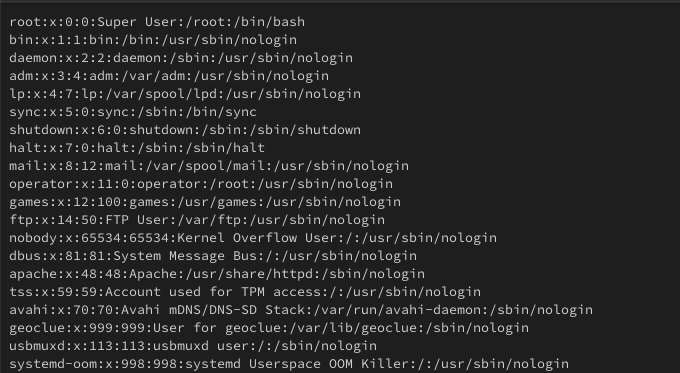 root:x:0:0:Super User:/root:/bin/bash
bin:x:1:1:bin:/bin:/usr/sbin/nologin
daemon:x:2:2:daemon:/sbin:/usr/sbin/nologin
adm:x:3:4:adm:/var/adm:/usr/sbin/nologin
lp:x:4:7:lp:/var/spool/lpd:/usr/sbin/nologin
sync:x:5:0:sync:/sbin:/bin/sync
shutdown:x:6:0:shutdown:/sbin:/sbin/shutdown
halt:x:7:0:halt:/sbin:/sbin/halt
mail:x:8:12:mail:/var/spool/mail:/usr/sbin/nologin
operator:x:11:0:operator:/root:/usr/sbin/nologin
games:x:12:100:games:/usr/games:/usr/sbin/nologin
ftp:x:14:50:FTP User:/var/ftp:/usr/sbin/nologin
nobody:x:65534:65534:Kernel Overflow User:/:/usr/sbin/nologin
dbus:x:81:81:System Message Bus:/:/usr/sbin/nologin
apache:x:48:48:Apache:/usr/share/httpd:/sbin/nologin
tss:x:59:59:Account used for TPM access:/:/usr/sbin/nologin
avahi:x:70:70:Avahi mDNS/DNS-SD Stack:/var/run/avahi-daemon:/sbin/nologin
geoclue:x:999:999:User for geoclue:/var/lib/geoclue:/sbin/nologin
usbmuxd:x:113:113:usbmuxd user:/:/sbin/nologin
systemd-oom:x:998:998:systemd Userspace OOM Killer:/:/usr/sbin/nologin